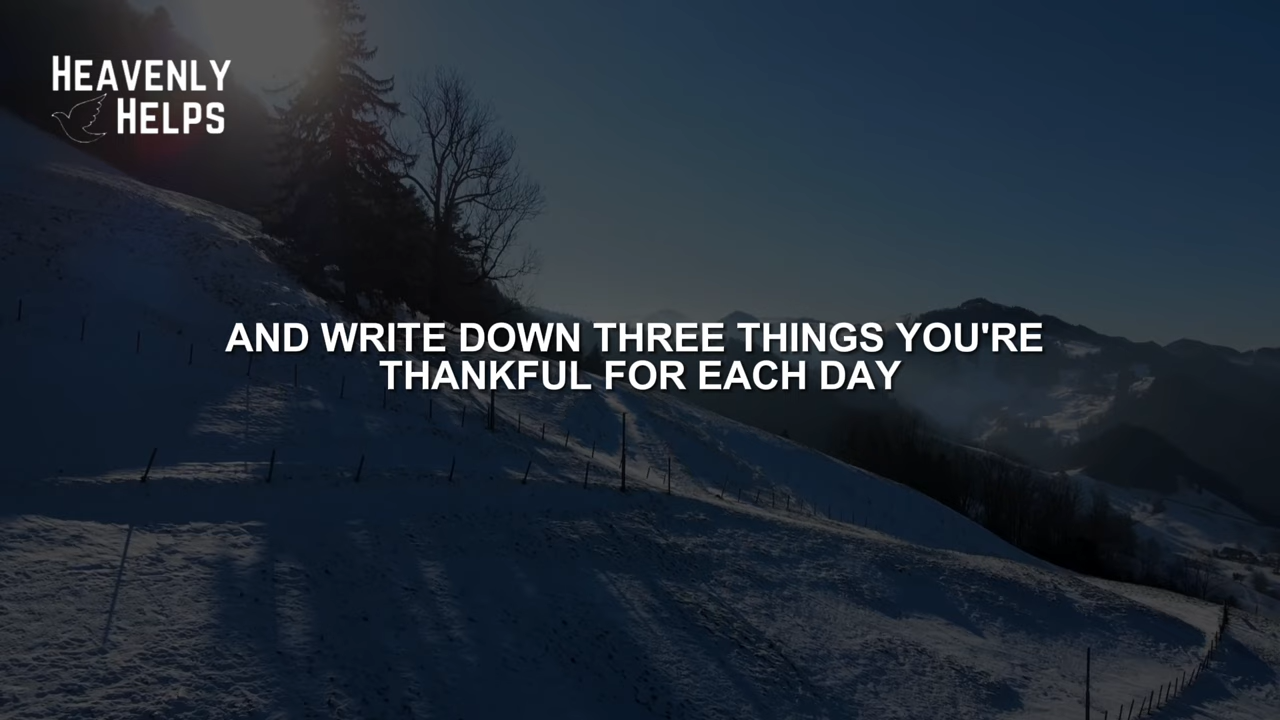 HEAVENLY
HELPS
AND WRITE DOWN THREE THINGS YOU'RE
THANKFUL FOR EACH DAY